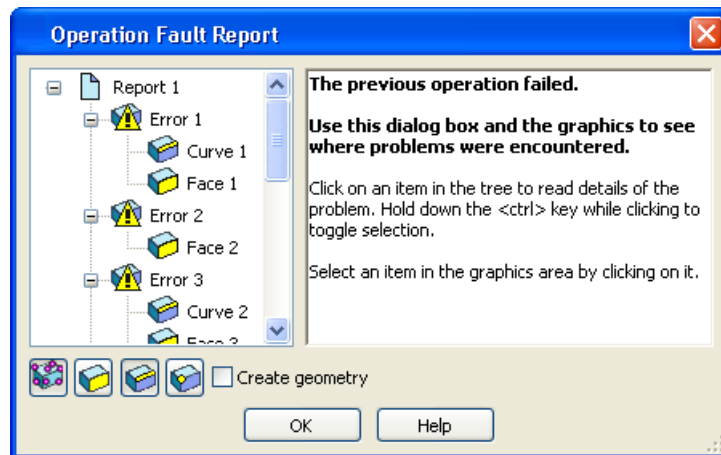 Operation Fault Report
Report 1
Error 1
Curve 1
Face 1
Error 2
Face 2
Error 3
Curve 2
Face 3
The previous operation failed.
Use this dialog box and the graphics to see
where problems were encountered.
Click on an item in the tree to read details of the
problem. Hold down the <ctrl> key while clicking to
toggle selection.
Select an item in the graphics area by clicking on it.
Create geometry
OK
Help